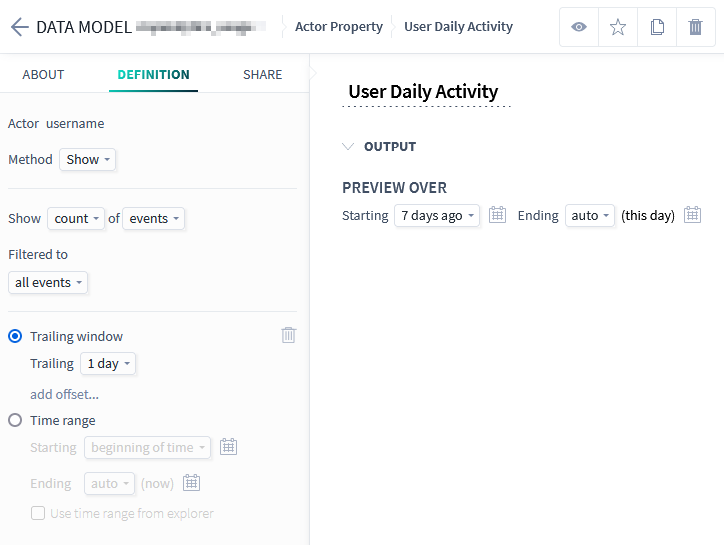 DATA MODEL
Actor Property
User Daily Activity
ABOUT
DEFINITION
SHARE
Actor username
Method Show
Show count of events
Filtered to
all events
Trailing window
Trailing 1 day
add offset...
Time range
Starting beginning of time
Ending auto (now)
Use time range from explorer
User Daily Activity
OUTPUT
PREVIEW OVER
Starting 7 days ago Ending auto (this day)